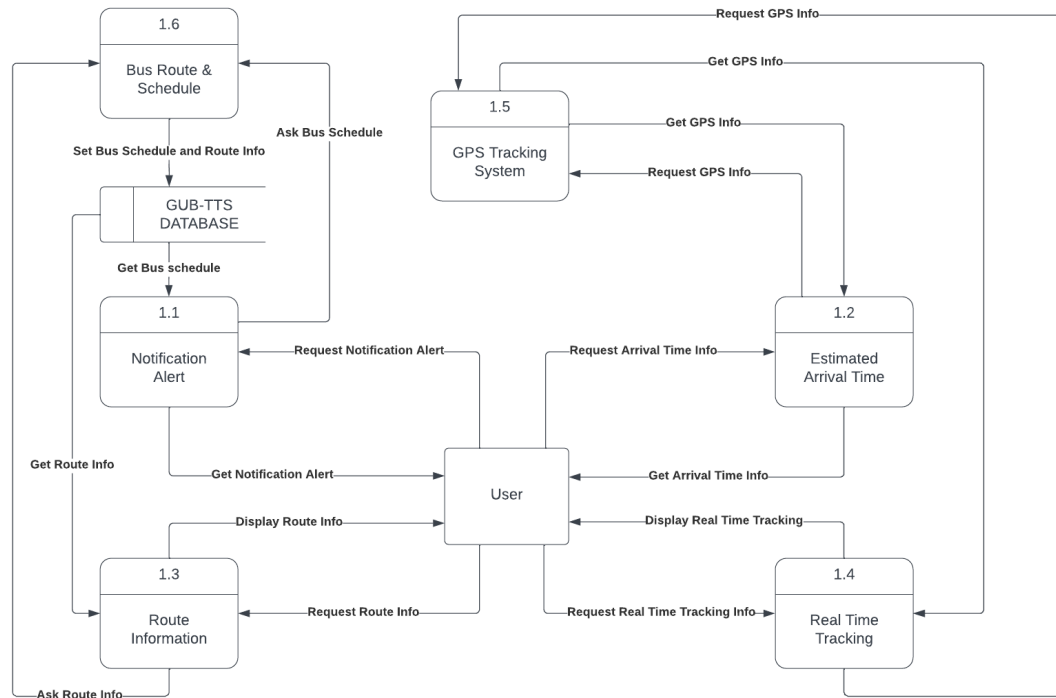 Request GPS Info
1.6
Bus Route &
Schedule
Get GPS Info
1.5
GPS Tracking
System
Get GPS Info
Ask Bus Schedule
Set Bus Schedule and Route Info
Request GPS Info
GUB-TTS
DATABASE
Get Bus schedule
1.1
Notification
Alert
1.2
Estimated
Arrival Time
Request Notification Alert
Request Arrival Time Info
Get Route Info
Get Notification Alert
Get Arrival Time Info
User
Display Route Info
Display Real Time Tracking
1.3
Route
Information
1.4
Real Time
Tracking
Request Route Info
Request Real Time Tracking Info
Ask Route Info